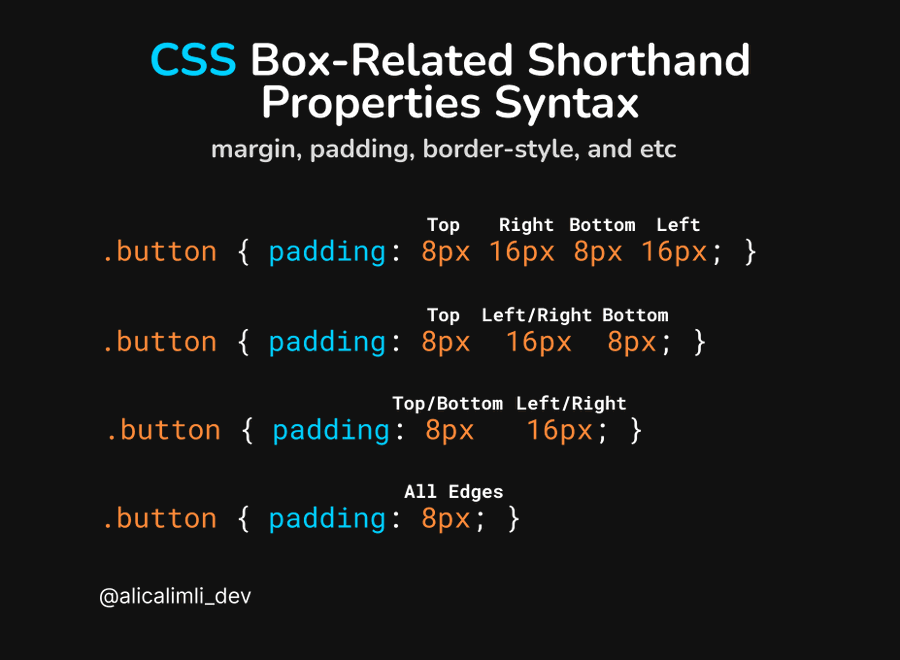 CSS Box-Related Shorthand
Properties Syntax
margin, padding, border-style, and etc
Top Right Bottom Left
.button { padding: 8px 16px 8px 16px; }
Top Left/Right Bottom
.button { padding: 8px 16px 8px; }
Top/Bottom Left/Right
.button { padding: 8px 16px; }
All Edges
.button { padding: 8px; }
@alicalimli_dev